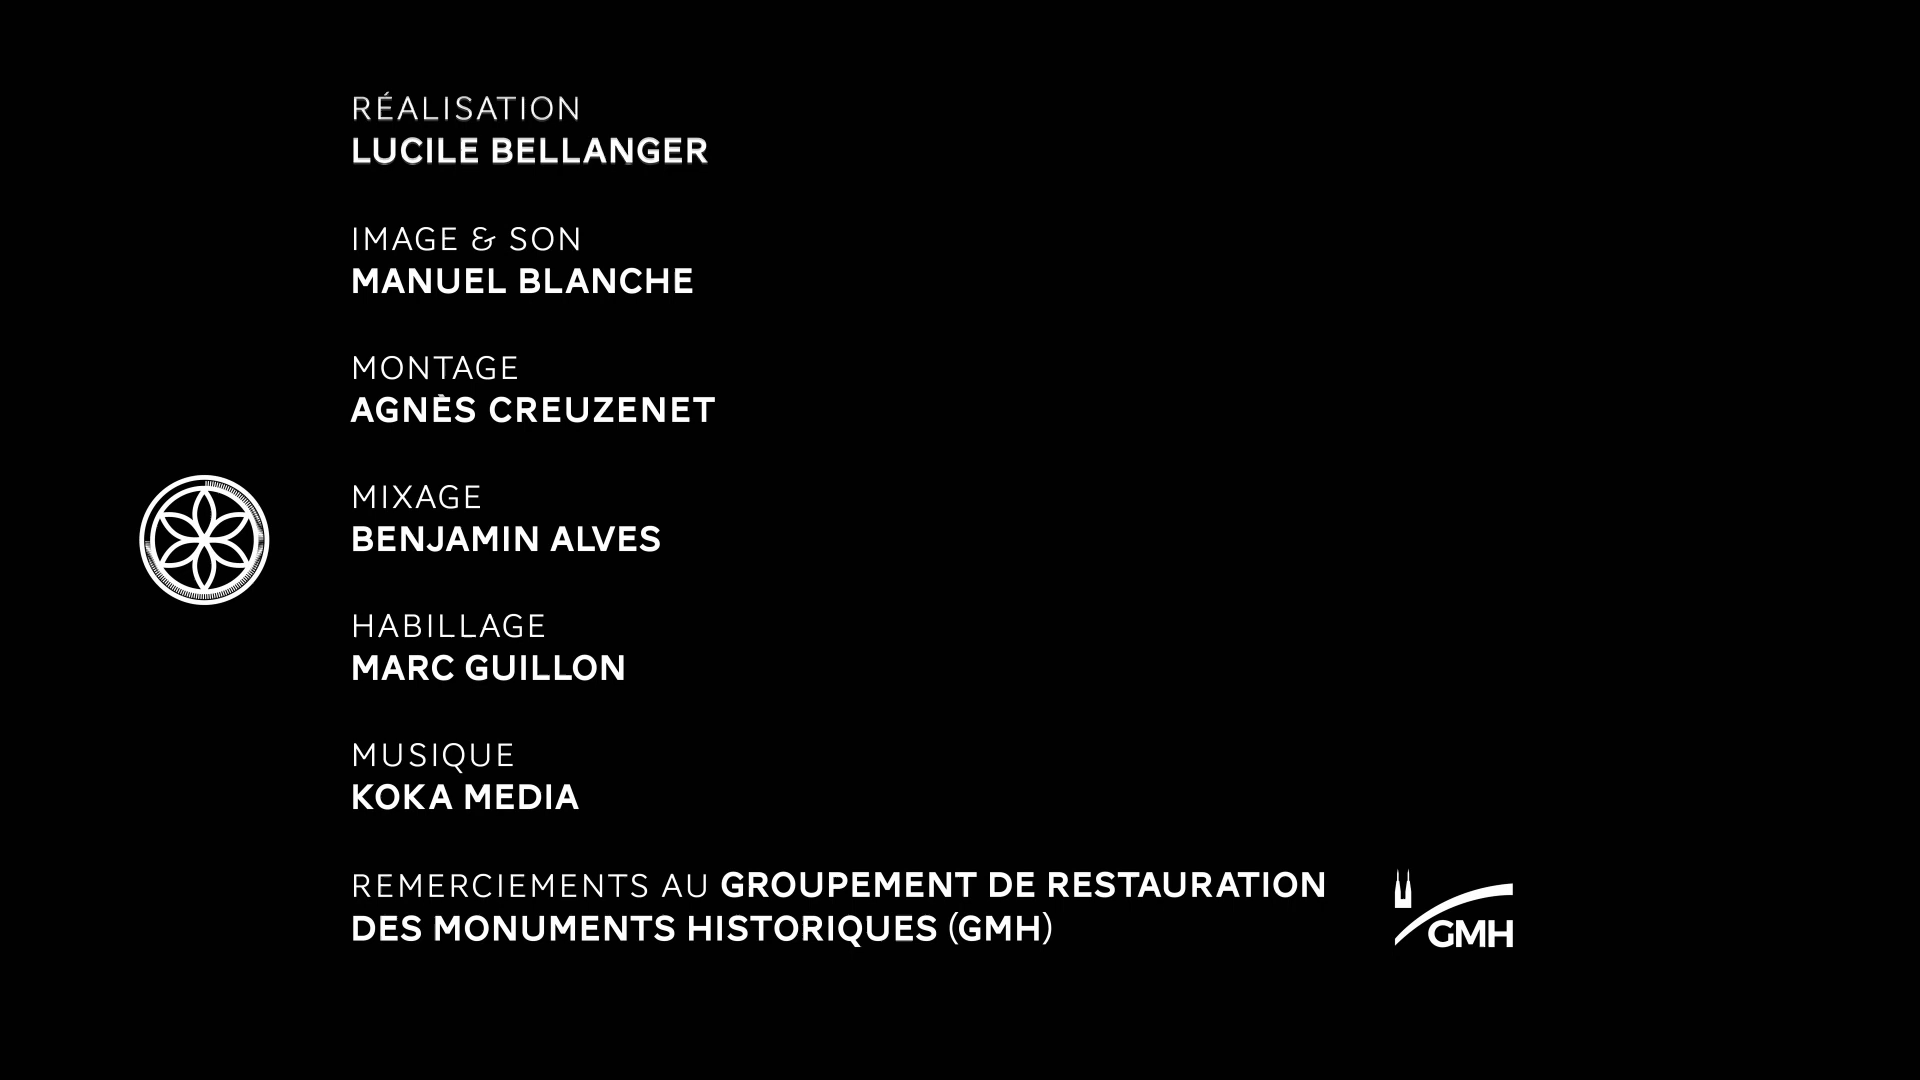 RÉALISATION
LUCILE BELLANGER
IMAGE & SON
MANUEL BLANCHE
MONTAGE
AGNÈS CREUZENET
MIXAGE
BENJAMIN ALVES
HABILLAGE
MARC GUILLON
MUSIQUE
KOKA MEDIA
REMERCIEMENTS AU GROUPEMENT DE RESTAURATION
DES MONUMENTS HISTORIQUES (GMH)
GMH